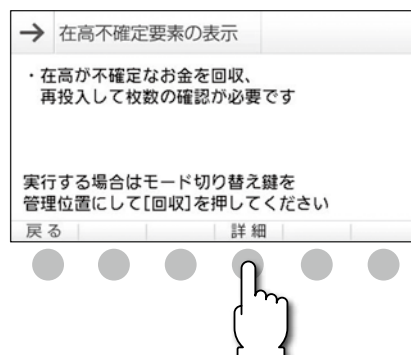 → 在高不確定要素の表示
・在高が不確定なお金を回収、
再投入して枚数の確認が必要です
実行する場合はモード切り替え鍵を
管理位置にして[回収]を押してください
戻る 詳細